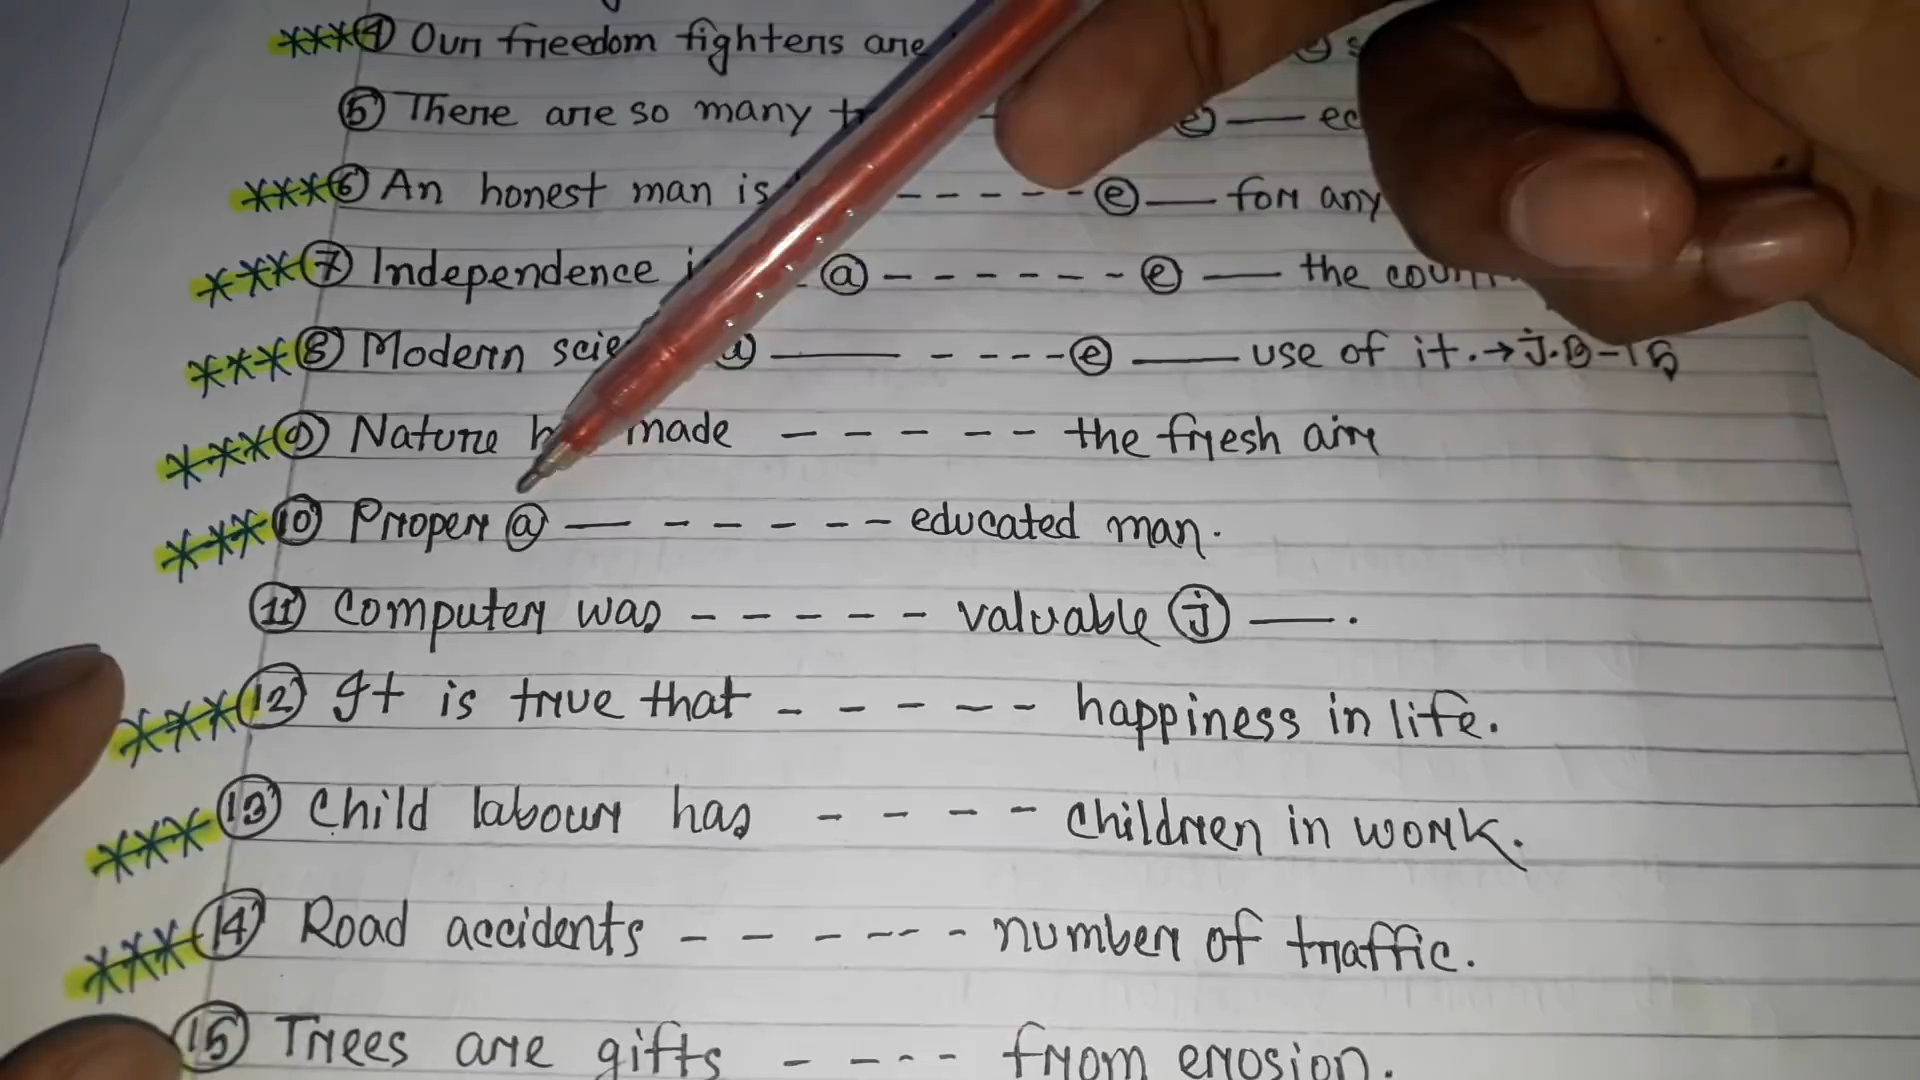 ***④ Our freedom fighters are
⑤ There are so many ⓔ —
***⑥ An honest man is - - - - - ⓔ — for any
***⑦ Independence ⓐ - - - - - - - ⓔ — the
***⑧ Modern — - - - - ⓔ — use of it.→J.B-15
***⑨ Nature made - - - - - the fresh air
***⑩ Proper ⓐ — - - - - - - educated man.
⑪ Computer was - - - - - valuable ⓙ —.
***⑫ It is true that - - - - - happiness in life.
***⑬ Child labour has - - - - children in work.
***⑭ Road accidents - - - - - - number of traffic.
⑮ Trees are gifts - - - - from erosion.